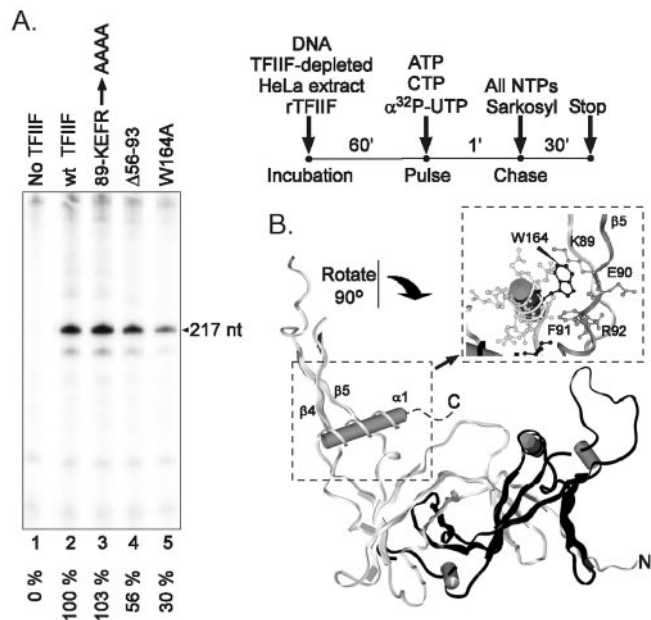 A.
No TFIIF
wt TFIIF
89-KEFR → AAAA
Δ56-93
W164A
217 nt
1 2 3 4 5
0 % 100 % 103 % 56 % 30 %
DNA
TFIIF-depleted
HeLa extract
rTFIIF
ATP
CTP
α³²P-UTP
All NTPs
Sarkosyl
Stop
60' 1' 30'
Incubation Pulse Chase
B.
Rotate
90º
W164
K89
β5
E90
F91
R92
β4
β5
α1
C
N